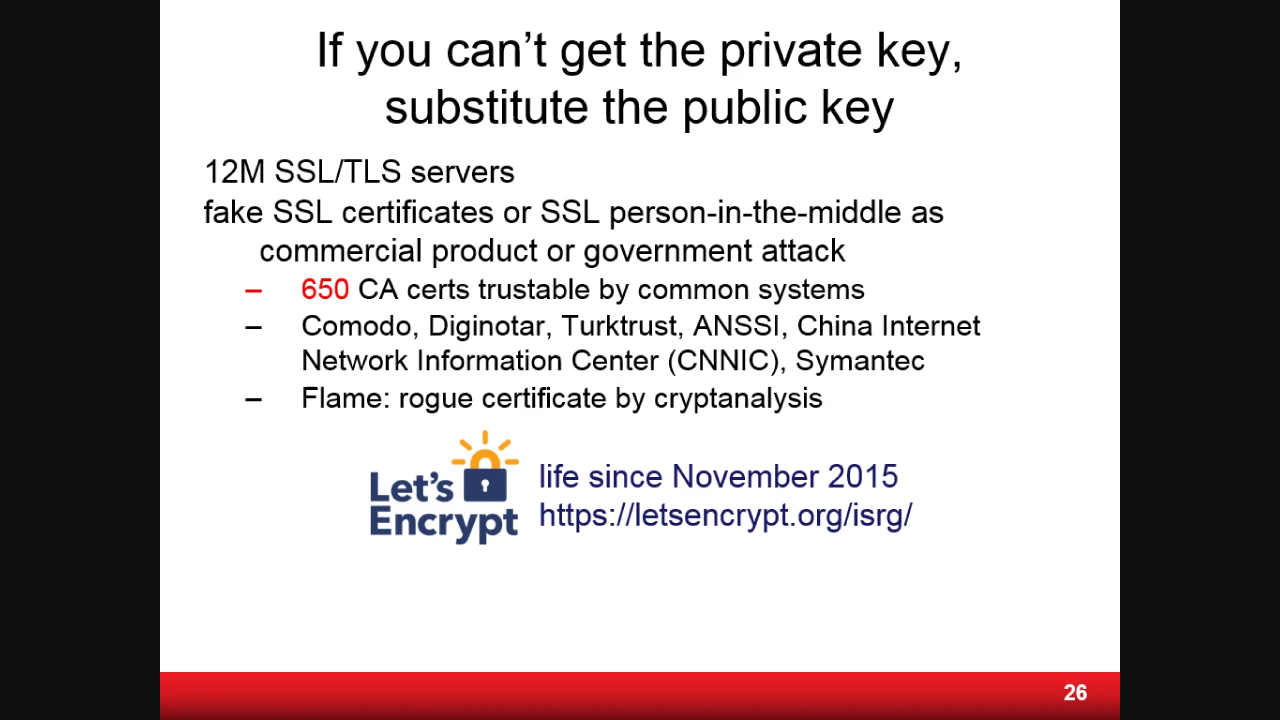 If you can’t get the private key,
substitute the public key
12M SSL/TLS servers
fake SSL certificates or SSL person-in-the-middle as
commercial product or government attack
– 650 CA certs trustable by common systems
– Comodo, Diginotar, Turktrust, ANSSI, China Internet
Network Information Center (CNNIC), Symantec
– Flame: rogue certificate by cryptanalysis
Let's
Encrypt
life since November 2015
https://letsencrypt.org/isrg/
26